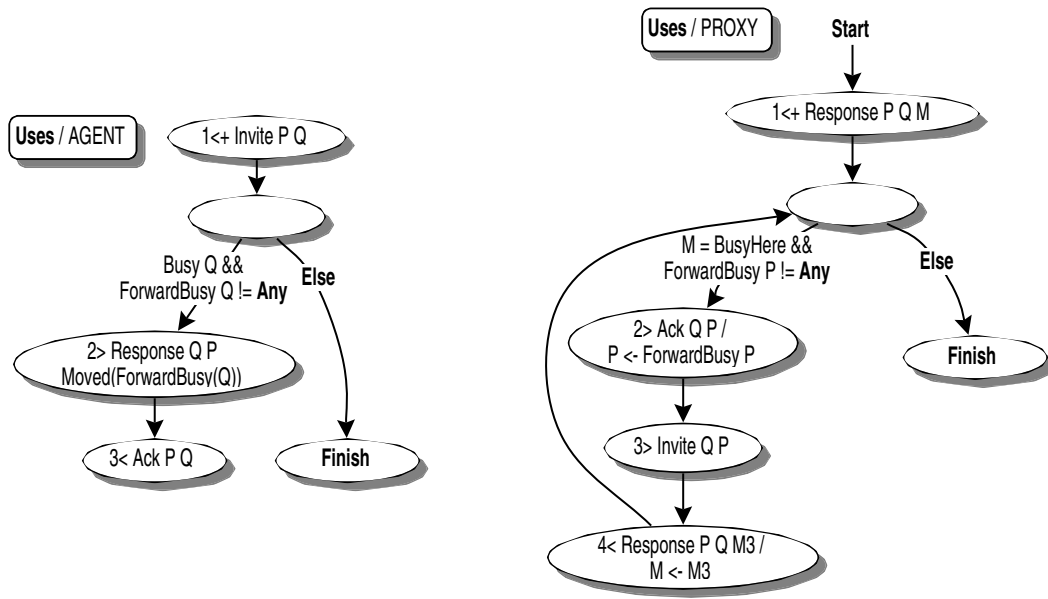 Uses / AGENT
1<+ Invite P Q
Busy Q &&
ForwardBusy Q != Any
Else
2> Response Q P
Moved(ForwardBusy(Q))
3< Ack P Q
Finish
Uses / PROXY
Start
1<+ Response P Q M
M = BusyHere &&
ForwardBusy P != Any
Else
2> Ack Q P /
P <- ForwardBusy P
Finish
3> Invite Q P
4< Response P Q M3 /
M <- M3